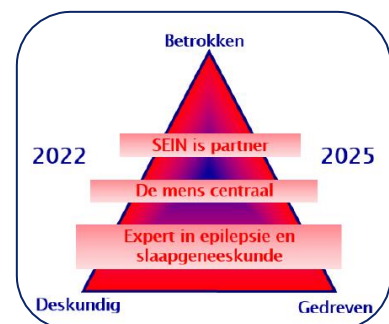 Betrokken
SEIN is partner
2022
2025
De mens centraal
Expert in epilepsie en
slaapgeneeskunde
Deskundig
Gedreven